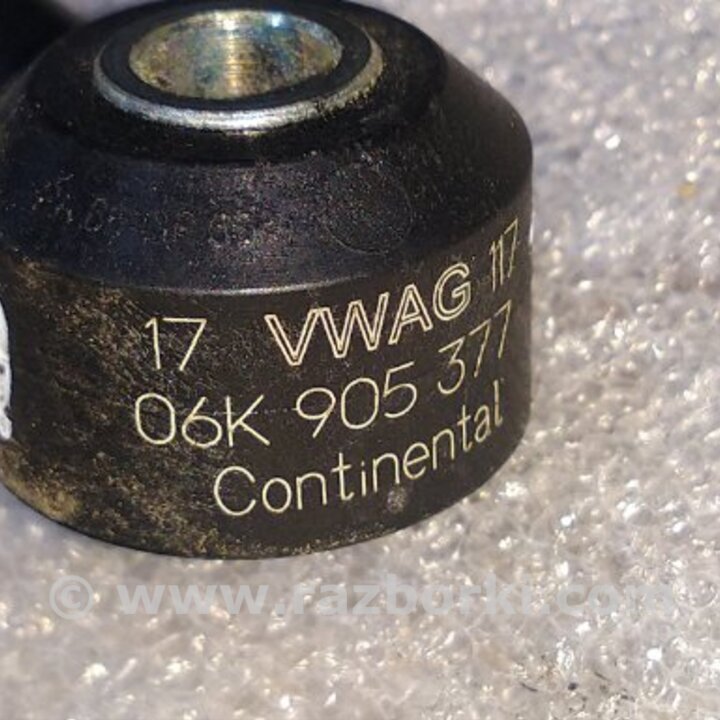 17 VWAG 117
06K 905 377
Continental
© www.razborki.com